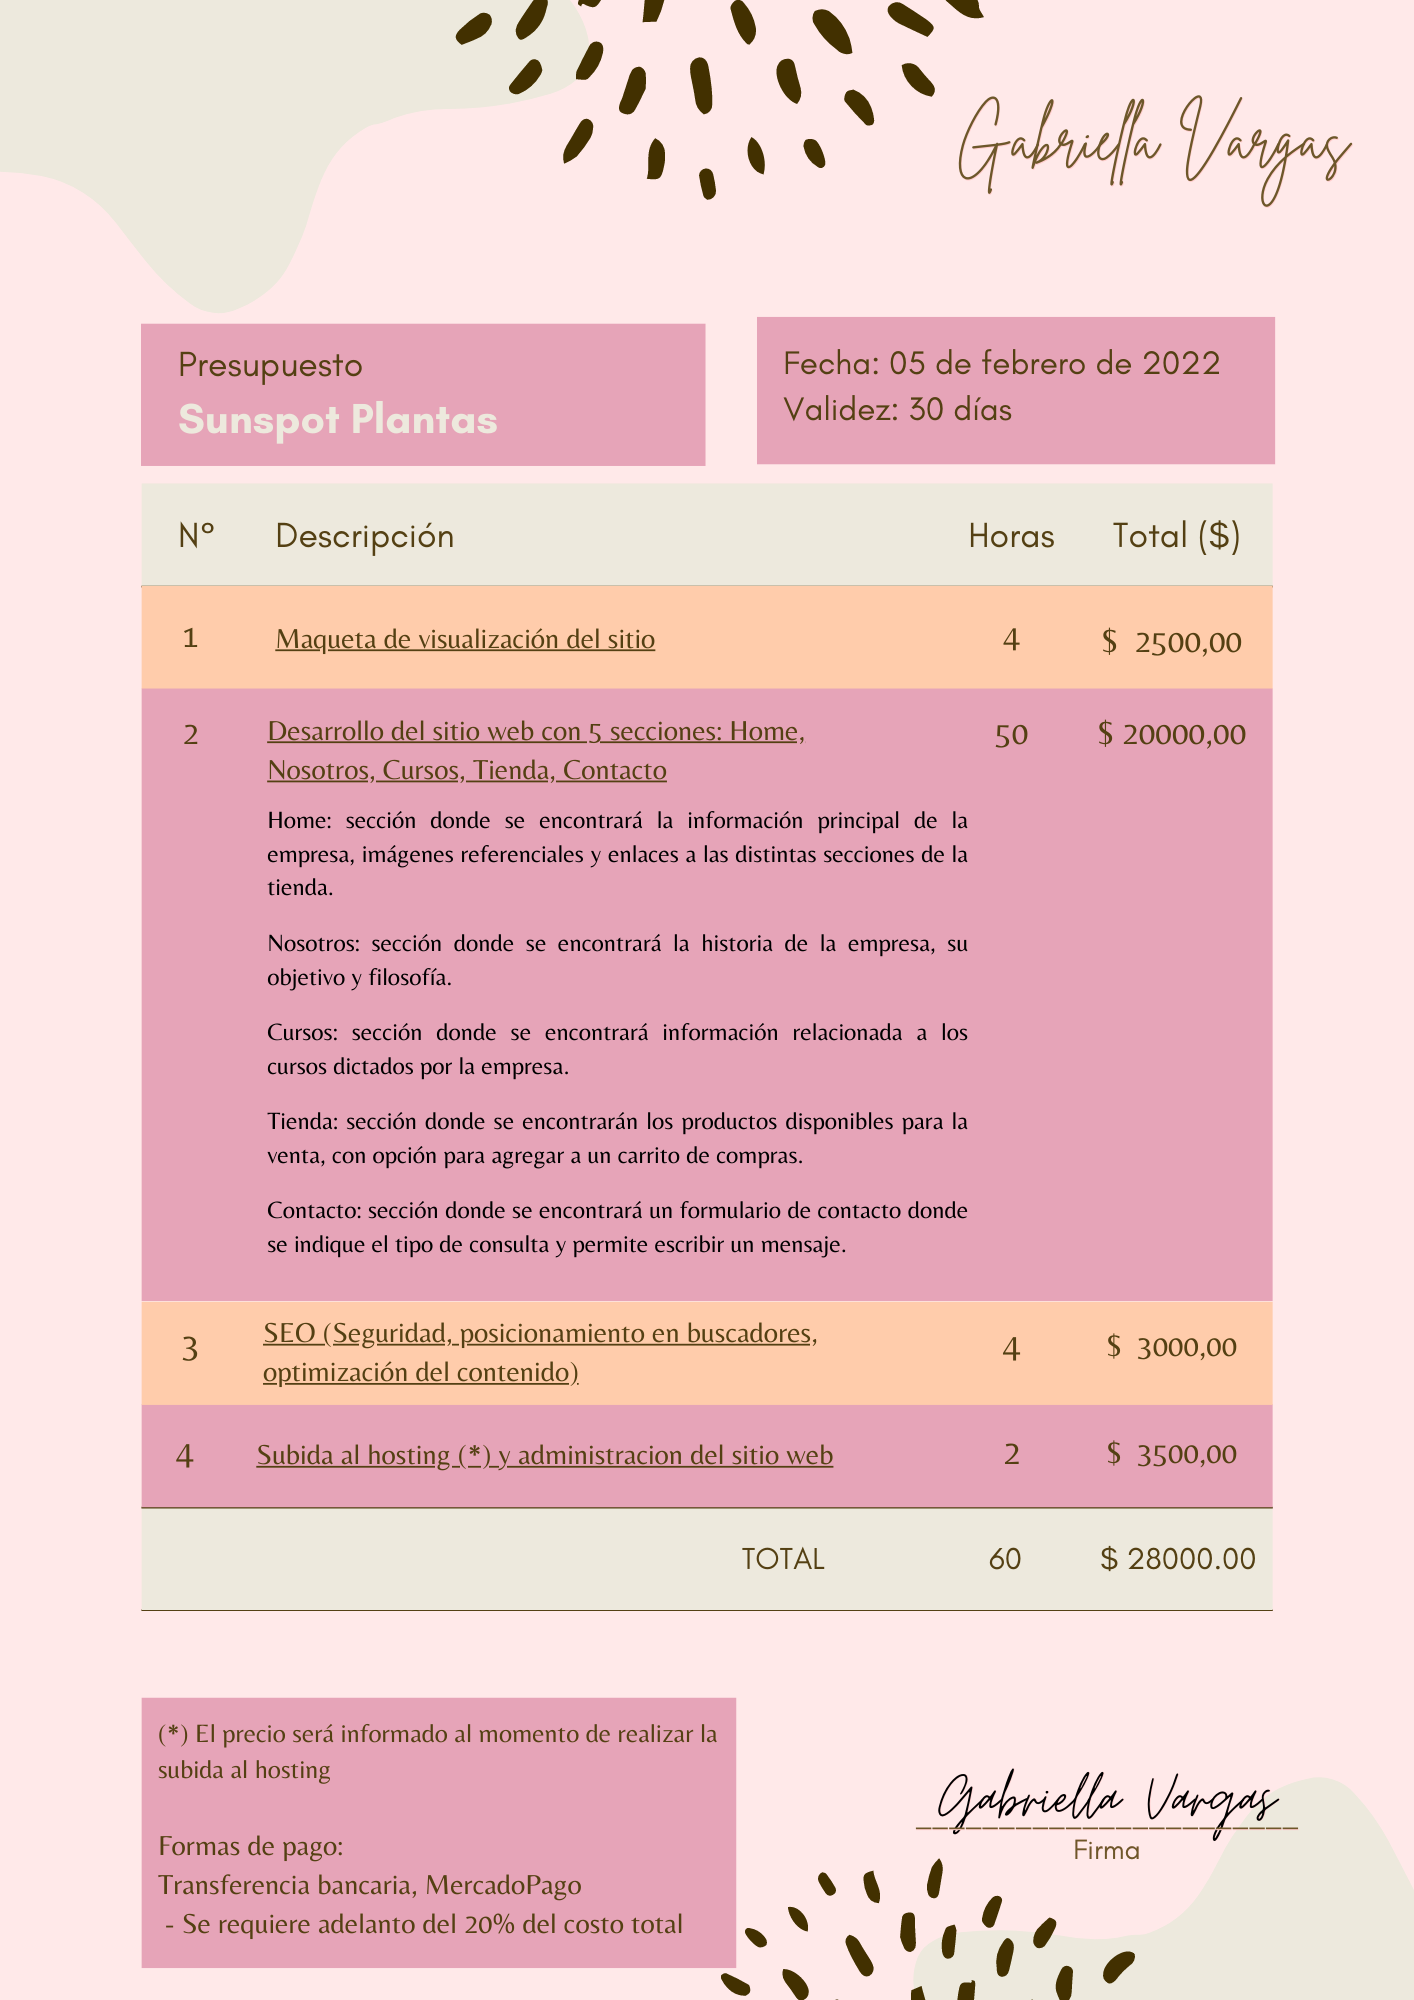 Gabriella Vargas
Presupuesto
Sunspot Plantas
Fecha: 05 de febrero de 2022
Validez: 30 días
N° Descripción Horas Total ($)
1 Maqueta de visualización del sitio 4 $ 2500,00
2 Desarrollo del sitio web con 5 secciones: Home, 50 $ 20000,00
Nosotros, Cursos, Tienda, Contacto
Home: sección donde se encontrará la información principal de la
empresa, imágenes referenciales y enlaces a las distintas secciones de la
tienda.
Nosotros: sección donde se encontrará la historia de la empresa, su
objetivo y filosofía.
Cursos: sección donde se encontrará información relacionada a los
cursos dictados por la empresa.
Tienda: sección donde se encontrarán los productos disponibles para la
venta, con opción para agregar a un carrito de compras.
Contacto: sección donde se encontrará un formulario de contacto donde
se indique el tipo de consulta y permite escribir un mensaje.
3 SEO (Seguridad, posicionamiento en buscadores, 4 $ 3000,00
optimización del contenido)
4 Subida al hosting (*) y administracion del sitio web 2 $ 3500,00
TOTAL 60 $ 28000.00
(*) El precio será informado al momento de realizar la
subida al hosting
Formas de pago:
Transferencia bancaria, MercadoPago
- Se requiere adelanto del 20% del costo total
Gabriella Vargas
Firma